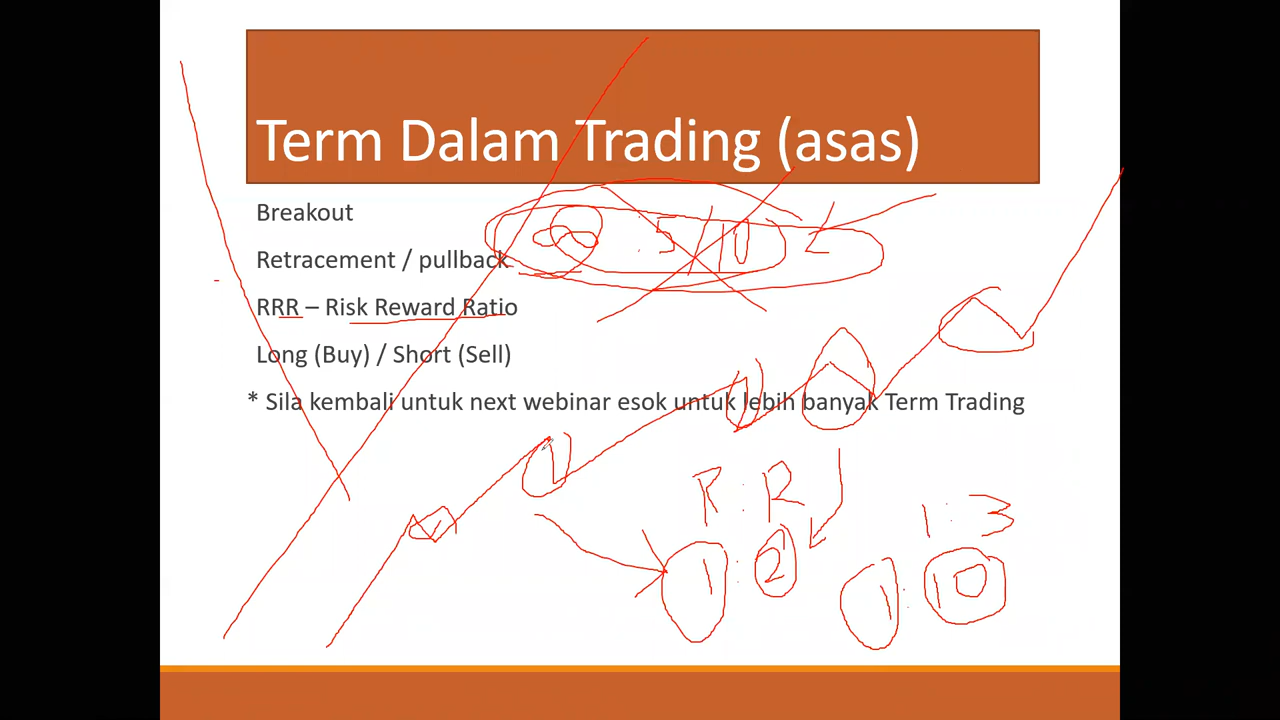 Term Dalam Trading (asas)
Breakout
Retracement / pullback
RRR – Risk Reward Ratio
Long (Buy) / Short (Sell)
* Sila kembali untuk next webinar esok untuk lebih banyak Term Trading
R : R
1 : 2
1 : 3
1 : 10